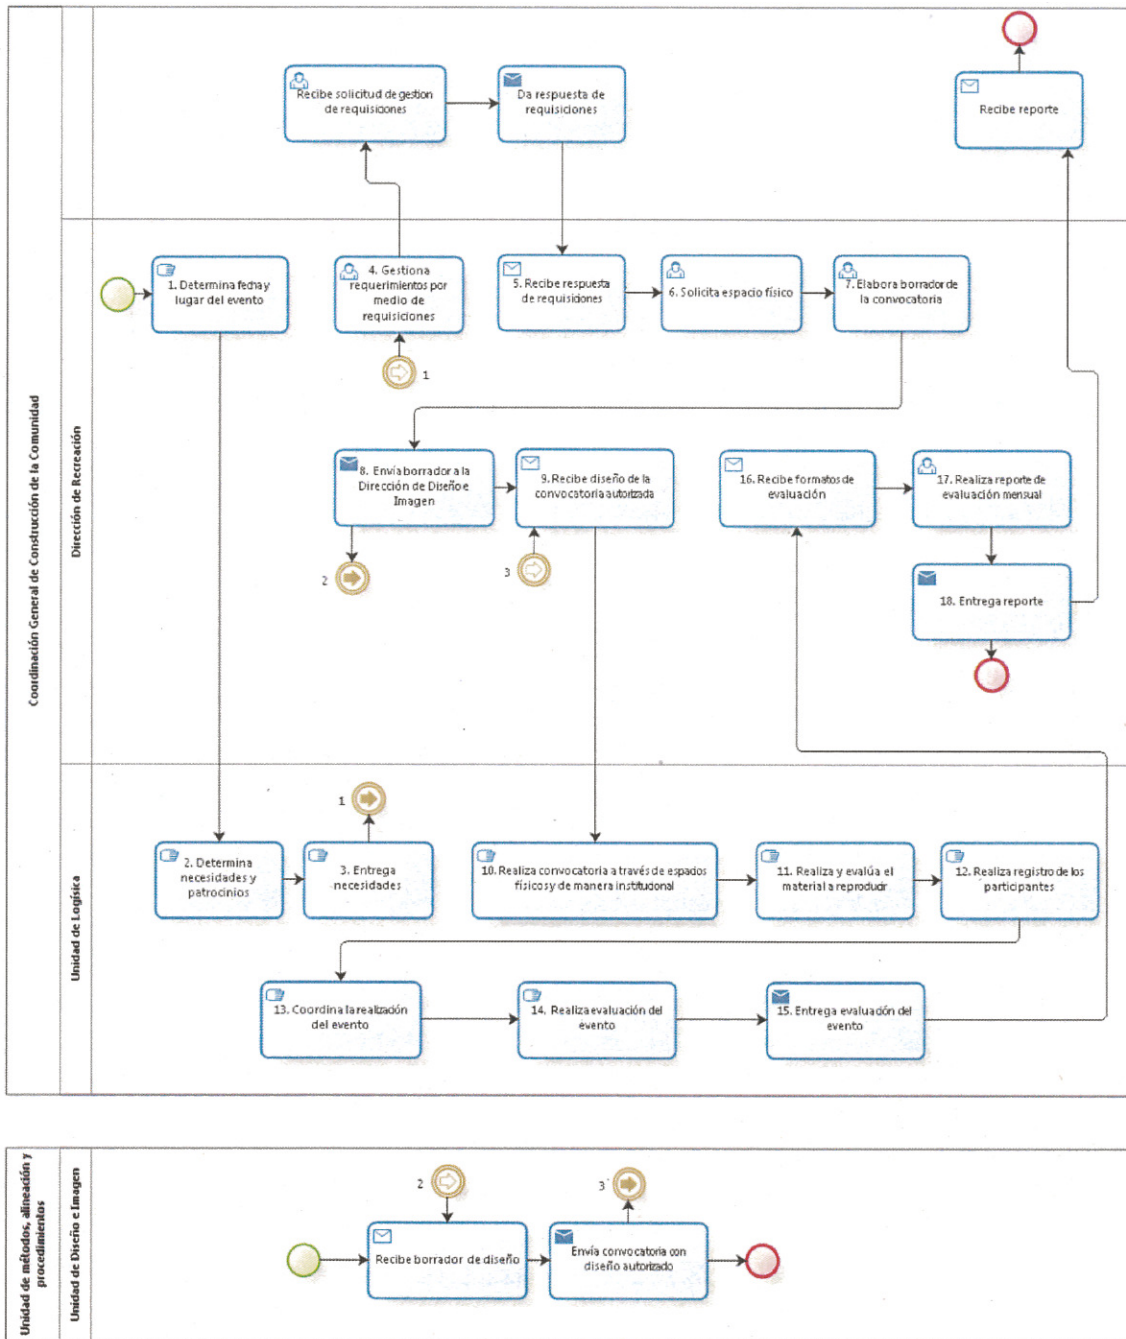 Coordinación General de Construcción de la Comunidad
Recibe solicitud de gestion
de requisiciones
Da respuesta de
requisiciones
Recibe reporte
Dirección de Recreación
1. Determina fecha y
lugar del evento
4. Gestiona
requerimientos por
medio de
requisiciones
1
5. Recibe respuesta
de requisiciones
6. Solicita espacio físico
7. Elabora borrador de
la convocatoria
8. Envía borrador a la
Dirección de Diseño e
Imagen
2
9. Recibe diseño de la
convocatoria autorizada
3
16. Recibe formatos de
evaluación
17. Realiza reporte de
evaluación mensual
18. Entrega reporte
Unidad de Logísica
1
2. Determina
necesidades y
patrocinios
3. Entrega
necesidades
10. Realiza convocatoria a través de espacios
físicos y de manera institucional
11. Realiza y evalúa el
material a reproducir
12. Realiza registro de los
participantes
13. Coordina la realización
del evento
14. Realiza evaluación del
evento
15. Entrega evaluación del
evento
Unidad de métodos, alineación y
procedimientos
Unidad de Diseño e Imagen
2
3
Recibe borrador de diseño
Envía convocatoria con
diseño autorizado